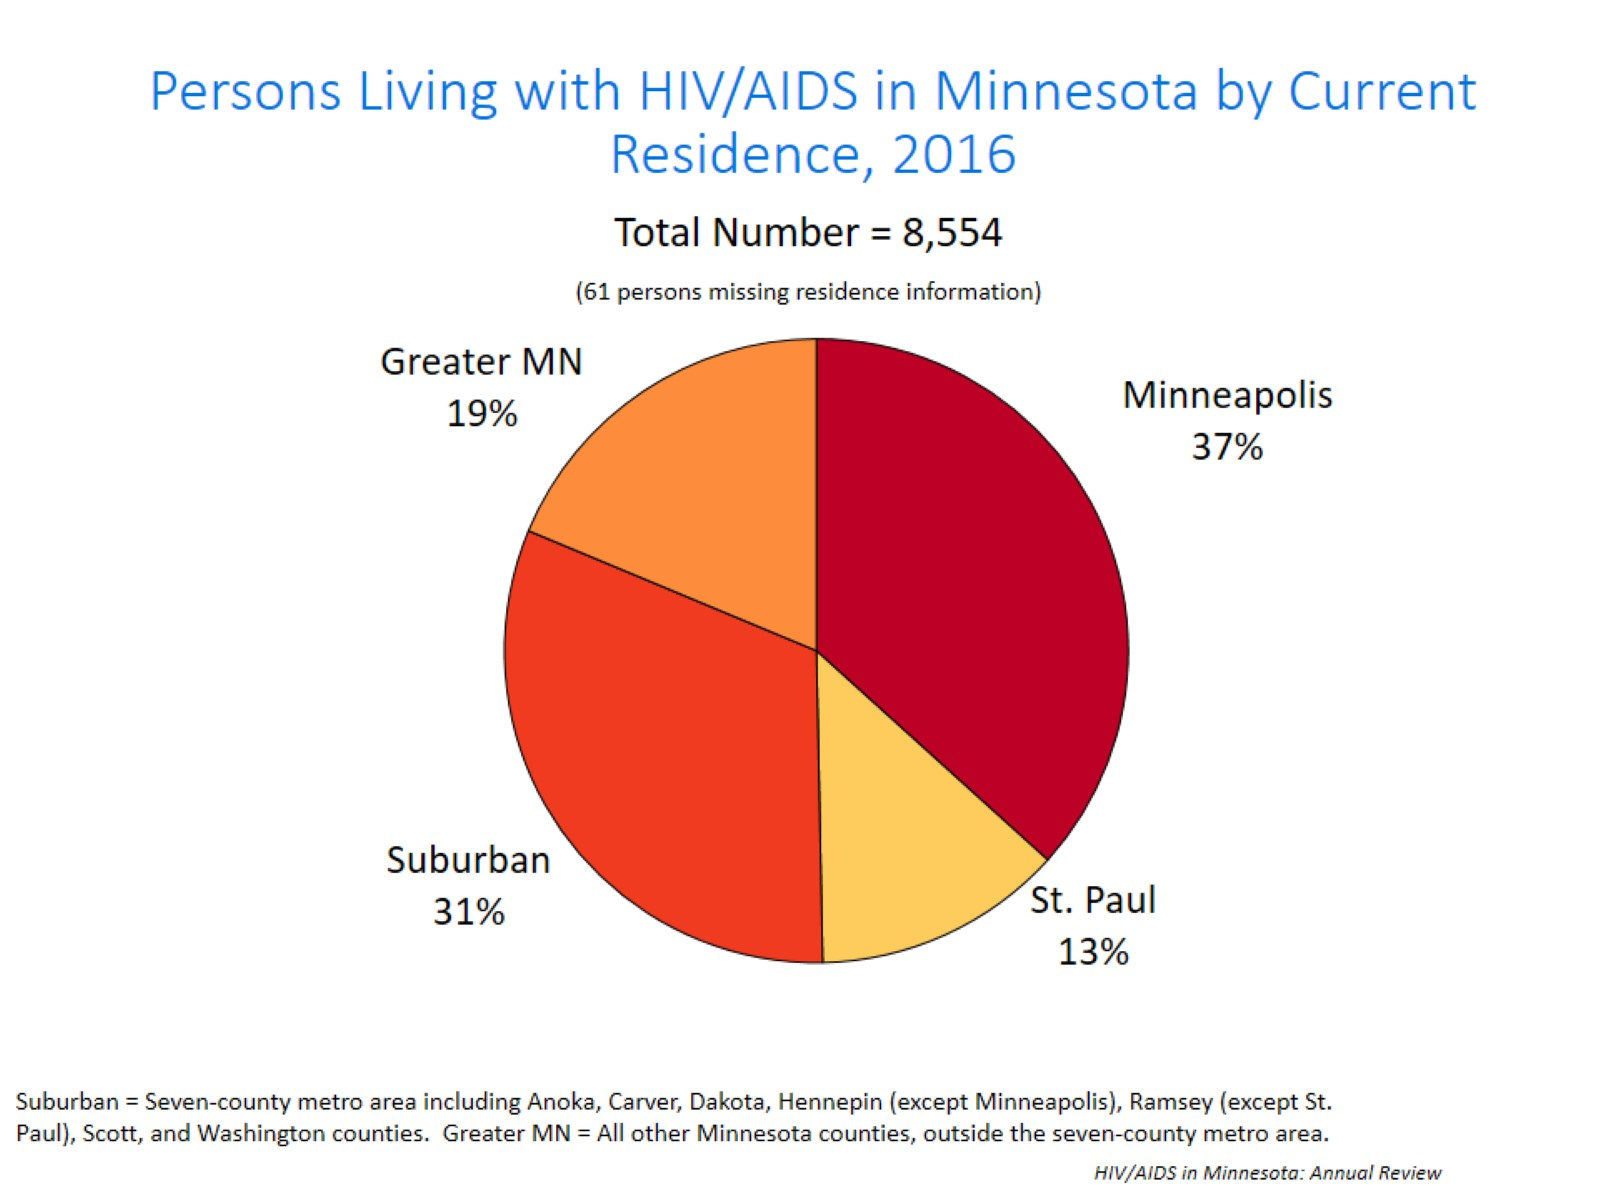 Persons Living with HIV/AIDS in Minnesota by Current
Residence, 2016
Total Number = 8,554
(61 persons missing residence information)
Greater MN
19%
Minneapolis
37%
Suburban
31%
St. Paul
13%
Suburban = Seven-county metro area including Anoka, Carver, Dakota, Hennepin (except Minneapolis), Ramsey (except St.
Paul), Scott, and Washington counties.  Greater MN = All other Minnesota counties, outside the seven-county metro area.
HIV/AIDS in Minnesota: Annual Review